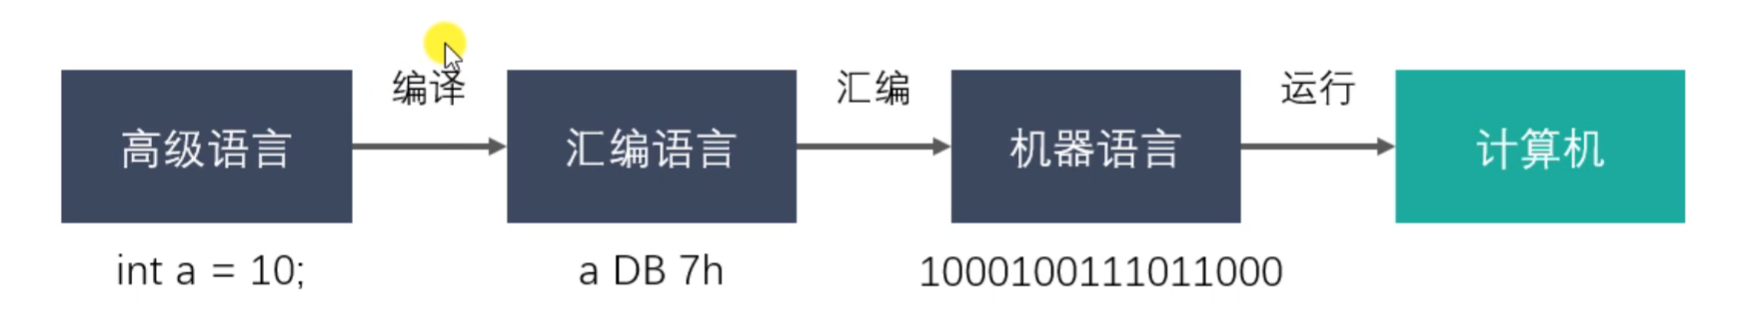 编译
汇编
运行
高级语言
汇编语言
机器语言
计算机
int a = 10;
a DB 7h
1000100111011000